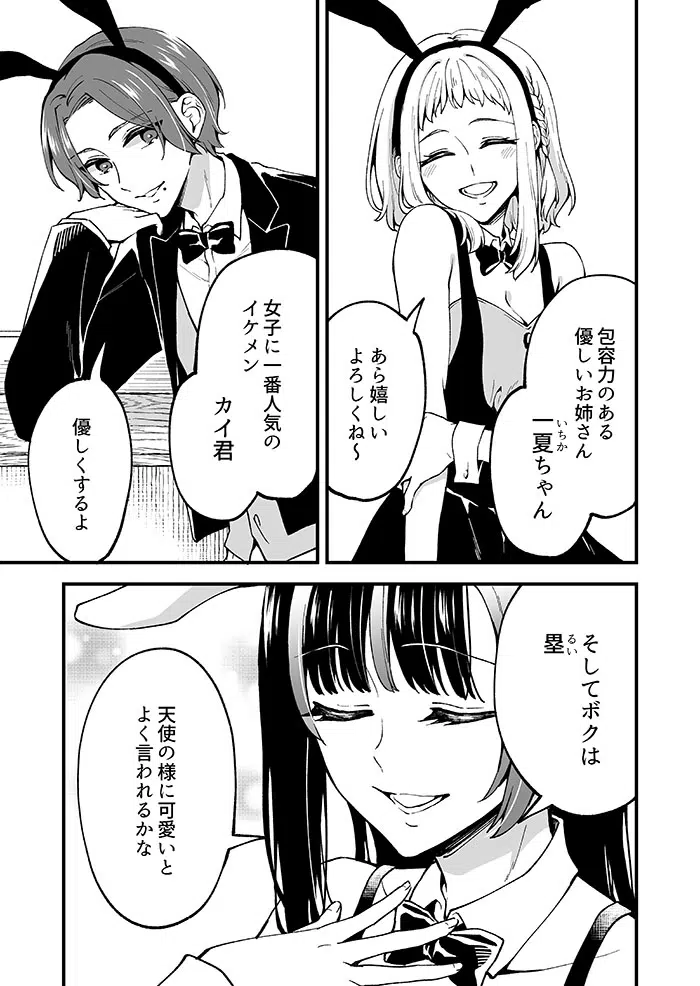 包容力のある
優しいお姉さん
一夏ちゃん
いちか
あら嬉しい
よろしくね～
女子に一番人気の
イケメン
カイ君
優しくするよ
そしてボクは
塁
るい
天使の様に可愛いと
よく言われるかな